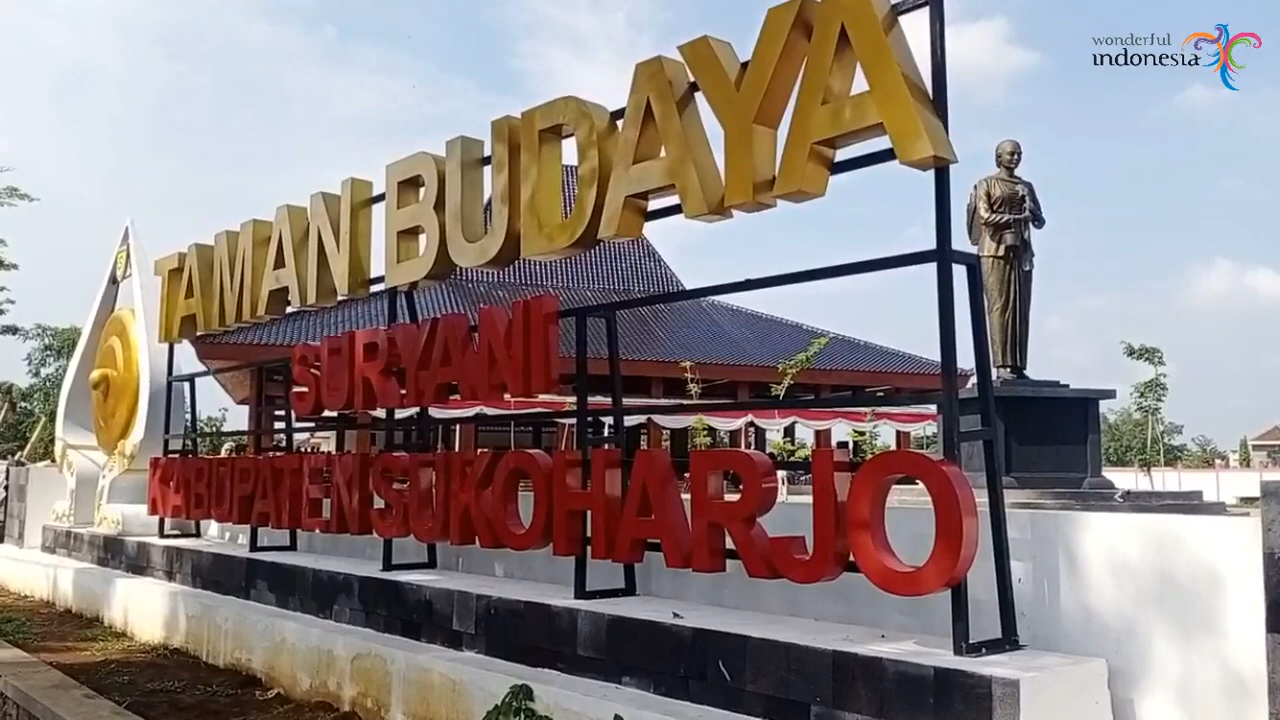 wonderful
indonesia
TAMAN BUDAYA
SURYANI
KABUPATEN SUKOHARJO